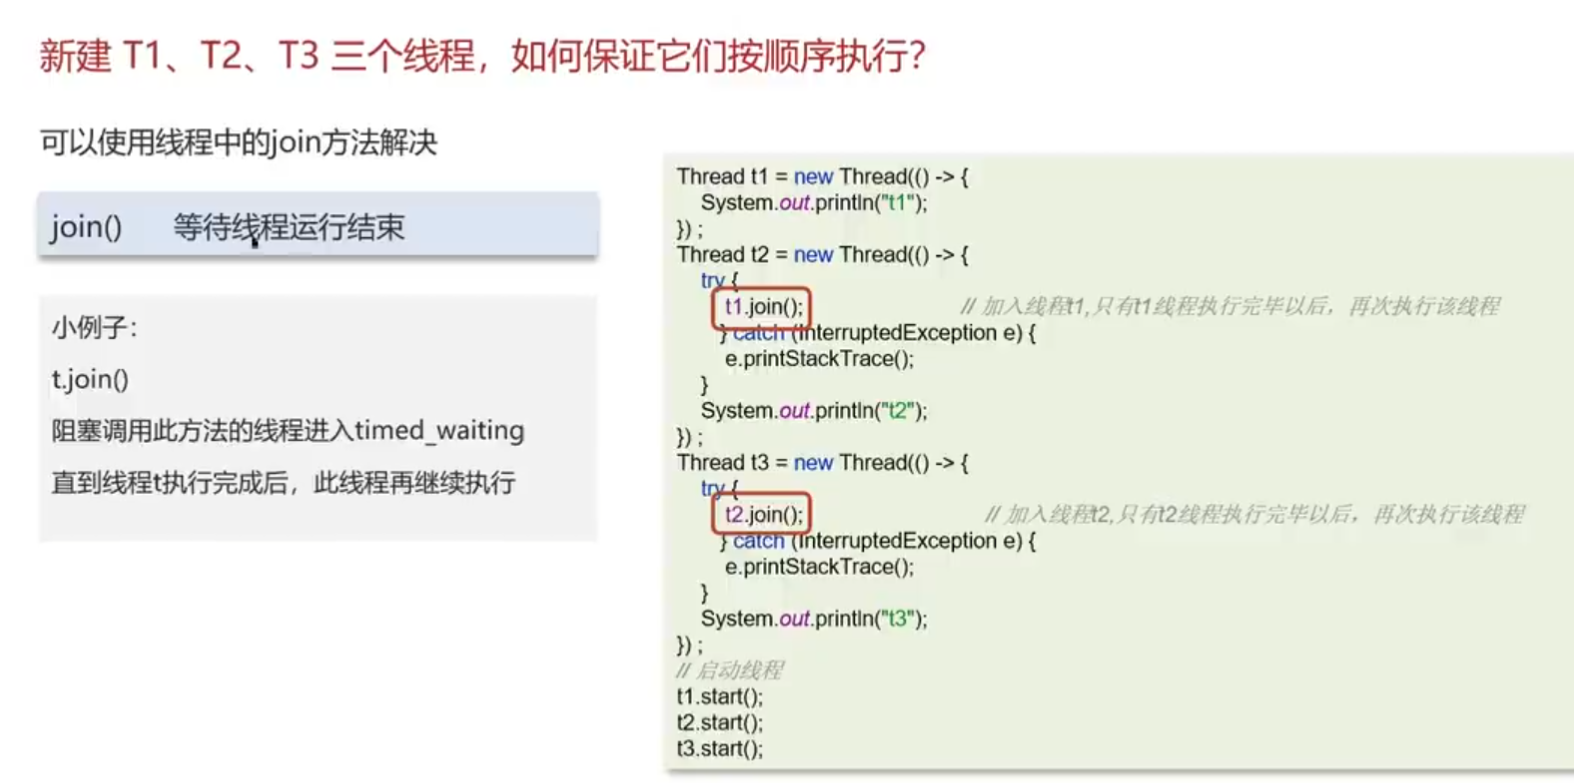 新建 T1、T2、T3 三个线程，如何保证它们按顺序执行？
可以使用线程中的join方法解决
join() 等待线程运行结束
小例子：
t.join()
阻塞调用此方法的线程进入timed_waiting
直到线程t执行完成后，此线程再继续执行
Thread t1 = new Thread(() -> {
System.out.println("t1");
}) ;
Thread t2 = new Thread(() -> {
try {
t1.join(); // 加入线程t1,只有t1线程执行完毕以后，再次执行该线程
} catch (InterruptedException e) {
e.printStackTrace();
}
System.out.println("t2");
}) ;
Thread t3 = new Thread(() -> {
try {
t2.join(); // 加入线程t2,只有t2线程执行完毕以后，再次执行该线程
} catch (InterruptedException e) {
e.printStackTrace();
}
System.out.println("t3");
}) ;
// 启动线程
t1.start();
t2.start();
t3.start();